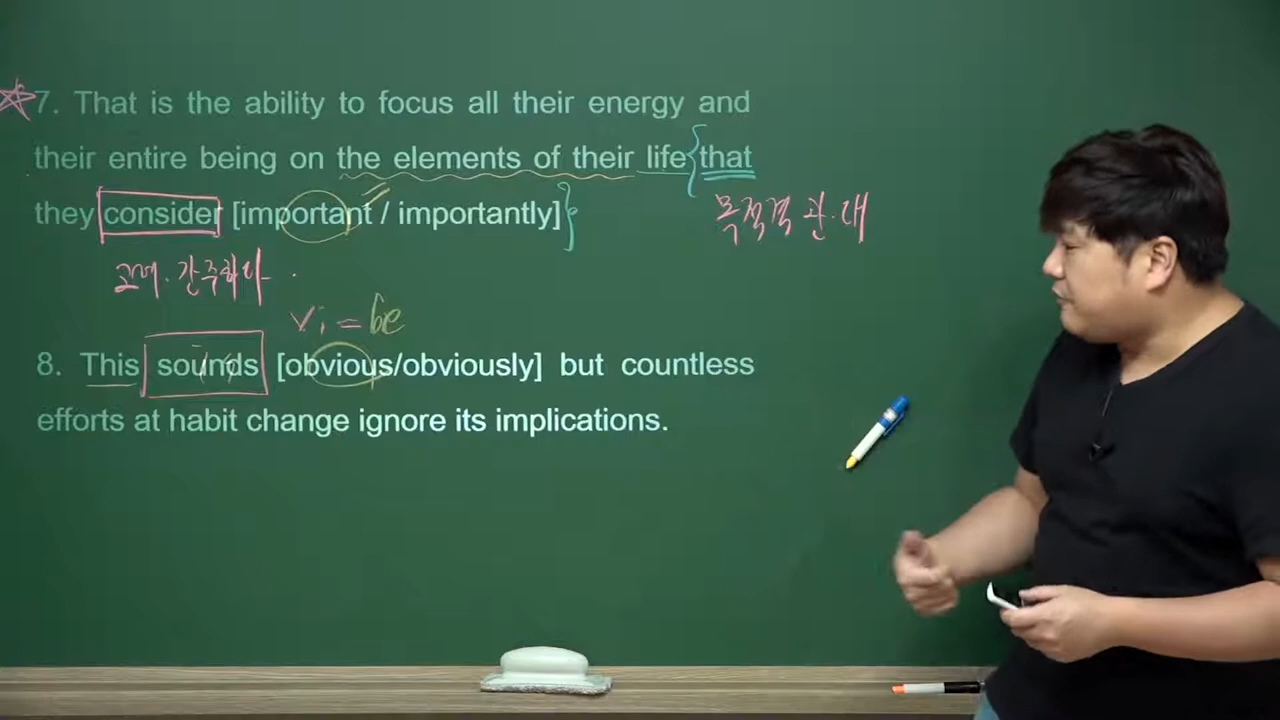 7. That is the ability to focus all their energy and
their entire being on the elements of their life that
they consider [important / importantly]
목적격 관·대
고려·간주하다
vi = be
8. This sounds [obvious/obviously] but countless
efforts at habit change ignore its implications.